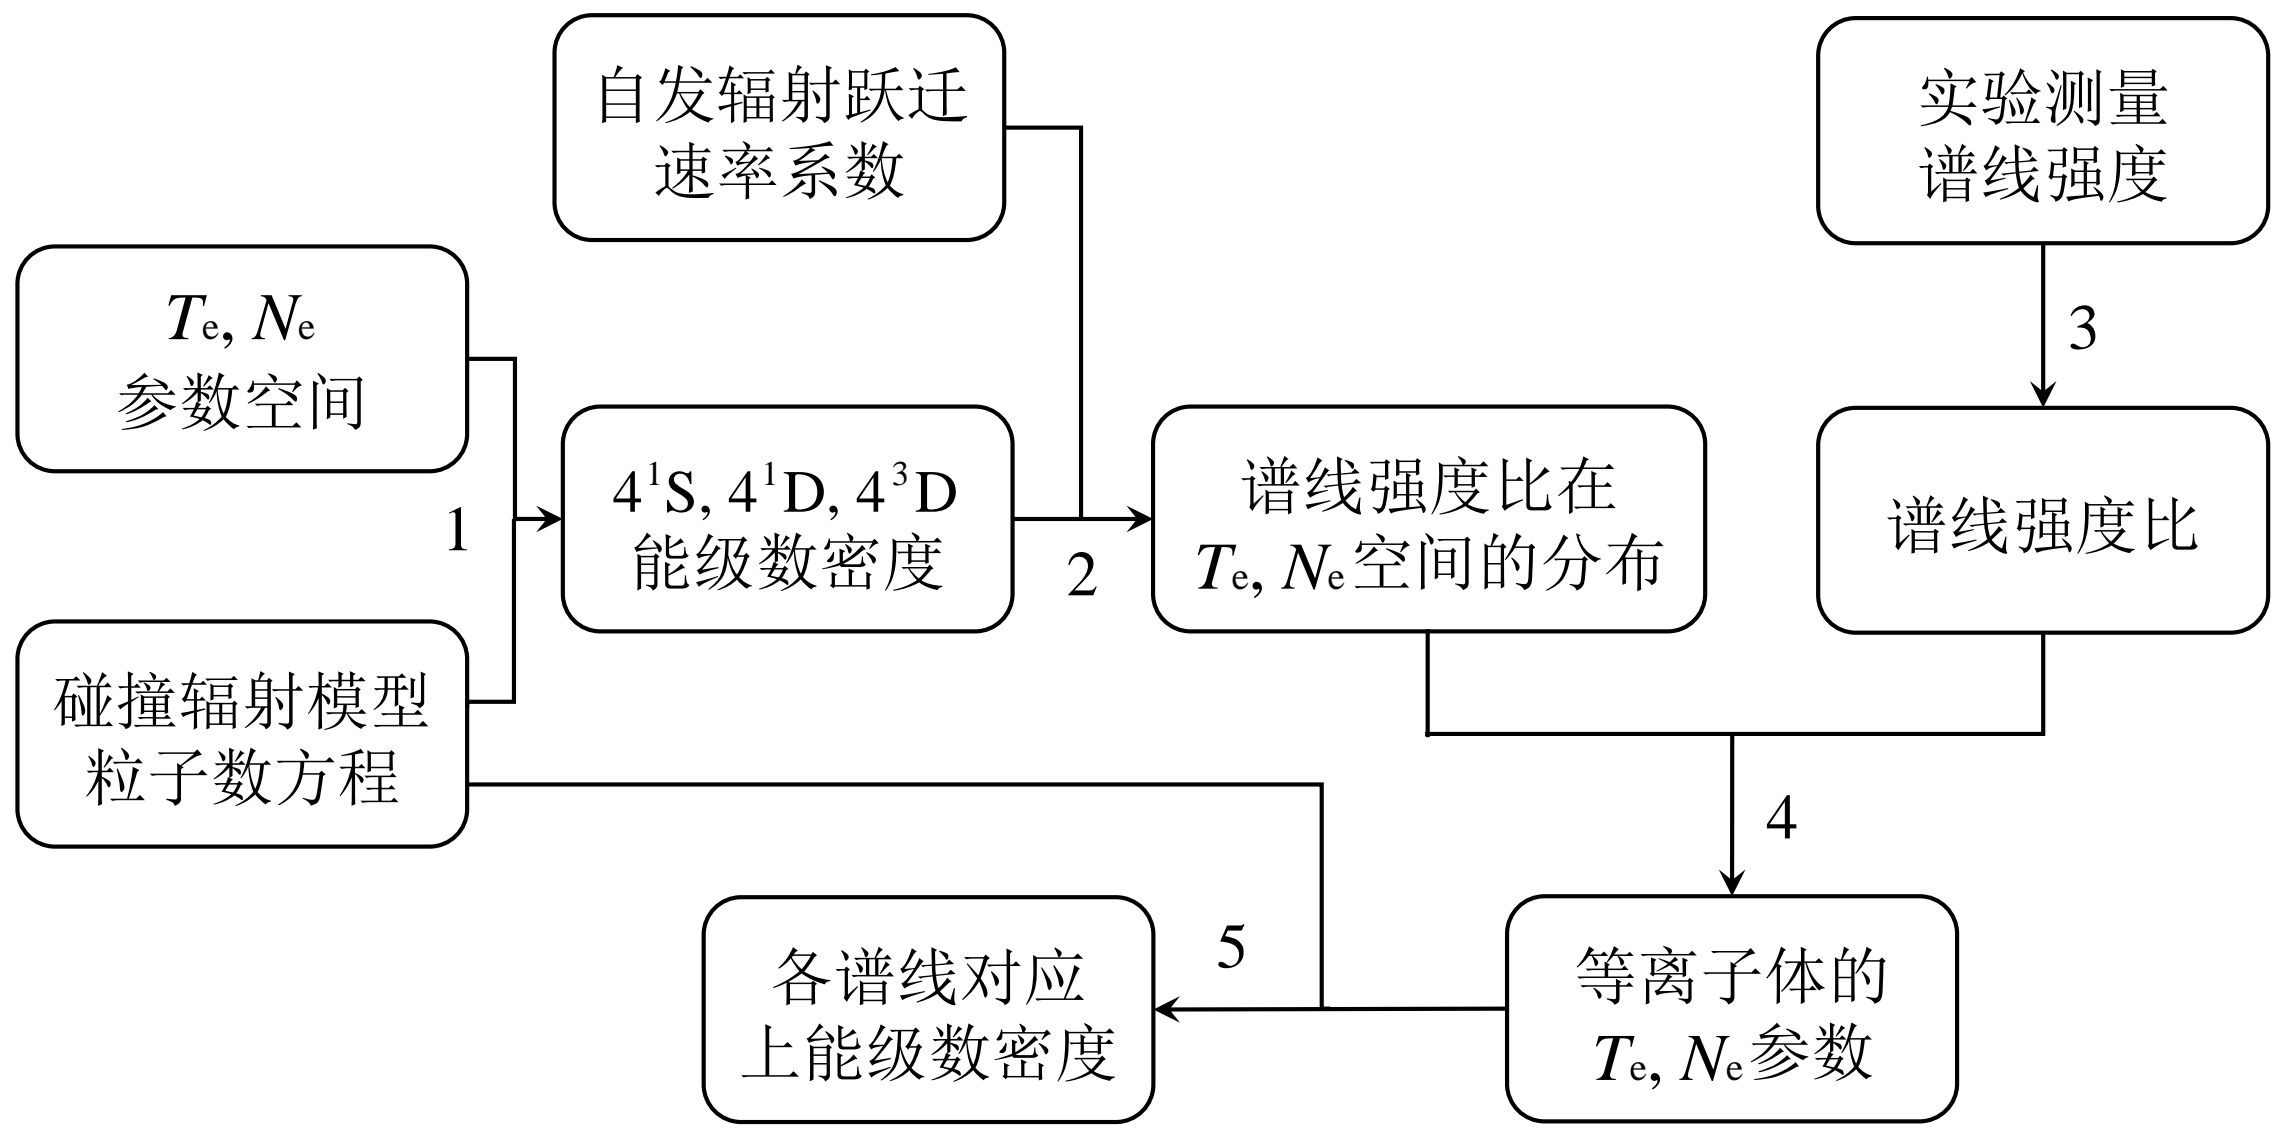 自发辐射跃迁
速率系数
实验测量
谱线强度
Te, Ne
参数空间
3
1
4¹S, 4¹D, 4³D
能级数密度
2
谱线强度比在
Te, Ne空间的分布
谱线强度比
碰撞辐射模型
粒子数方程
4
5
各谱线对应
上能级数密度
等离子体的
Te, Ne参数